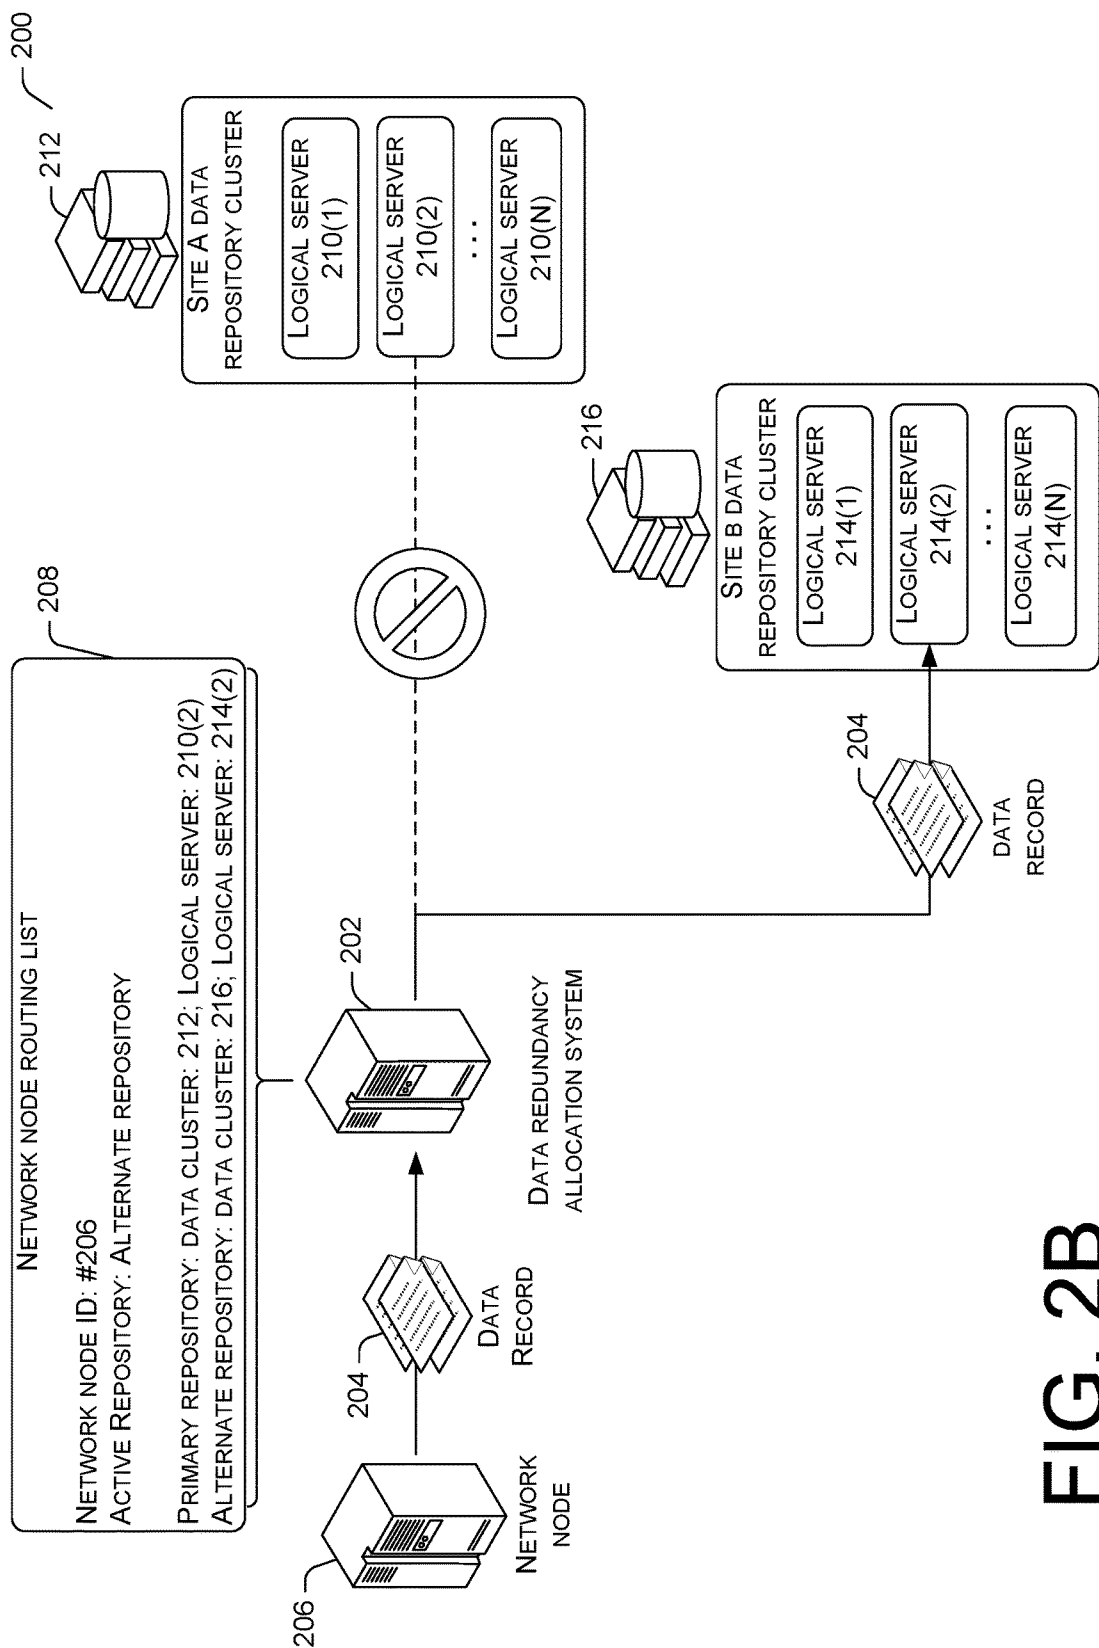 200
NETWORK NODE ROUTING LIST
208
NETWORK NODE ID: #206
ACTIVE REPOSITORY: ALTERNATE REPOSITORY
PRIMARY REPOSITORY: DATA CLUSTER: 212; LOGICAL SERVER: 210(2)
ALTERNATE REPOSITORY: DATA CLUSTER: 216; LOGICAL SERVER: 214(2)
206
NETWORK
NODE
204
DATA
RECORD
202
DATA REDUNDANCY
ALLOCATION SYSTEM
212
SITE A DATA
REPOSITORY CLUSTER
LOGICAL SERVER
210(1)
LOGICAL SERVER
210(2)
...
LOGICAL SERVER
210(N)
204
DATA
RECORD
216
SITE B DATA
REPOSITORY CLUSTER
LOGICAL SERVER
214(1)
LOGICAL SERVER
214(2)
...
LOGICAL SERVER
214(N)
FIG. 2B